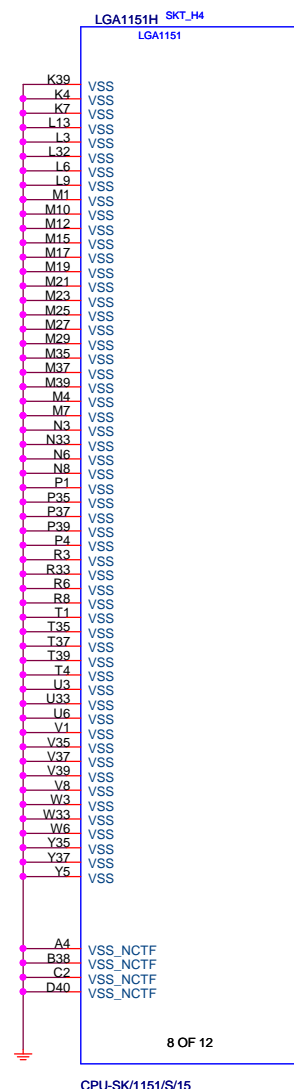 LGA1151H SKT_H4
LGA1151
K39 VSS
K4 VSS
K7 VSS
L13 VSS
L3 VSS
L32 VSS
L6 VSS
L9 VSS
M1 VSS
M10 VSS
M12 VSS
M15 VSS
M17 VSS
M19 VSS
M21 VSS
M23 VSS
M25 VSS
M27 VSS
M29 VSS
M35 VSS
M37 VSS
M39 VSS
M4 VSS
M7 VSS
N3 VSS
N33 VSS
N6 VSS
N8 VSS
P1 VSS
P35 VSS
P37 VSS
P39 VSS
P4 VSS
R3 VSS
R33 VSS
R6 VSS
R8 VSS
T1 VSS
T35 VSS
T37 VSS
T39 VSS
T4 VSS
U3 VSS
U33 VSS
U6 VSS
V1 VSS
V35 VSS
V37 VSS
V39 VSS
V8 VSS
W3 VSS
W33 VSS
W6 VSS
Y35 VSS
Y37 VSS
Y5 VSS
A4 VSS_NCTF
B38 VSS_NCTF
C2 VSS_NCTF
D40 VSS_NCTF
8 OF 12
CPU-SK/1151/S/15